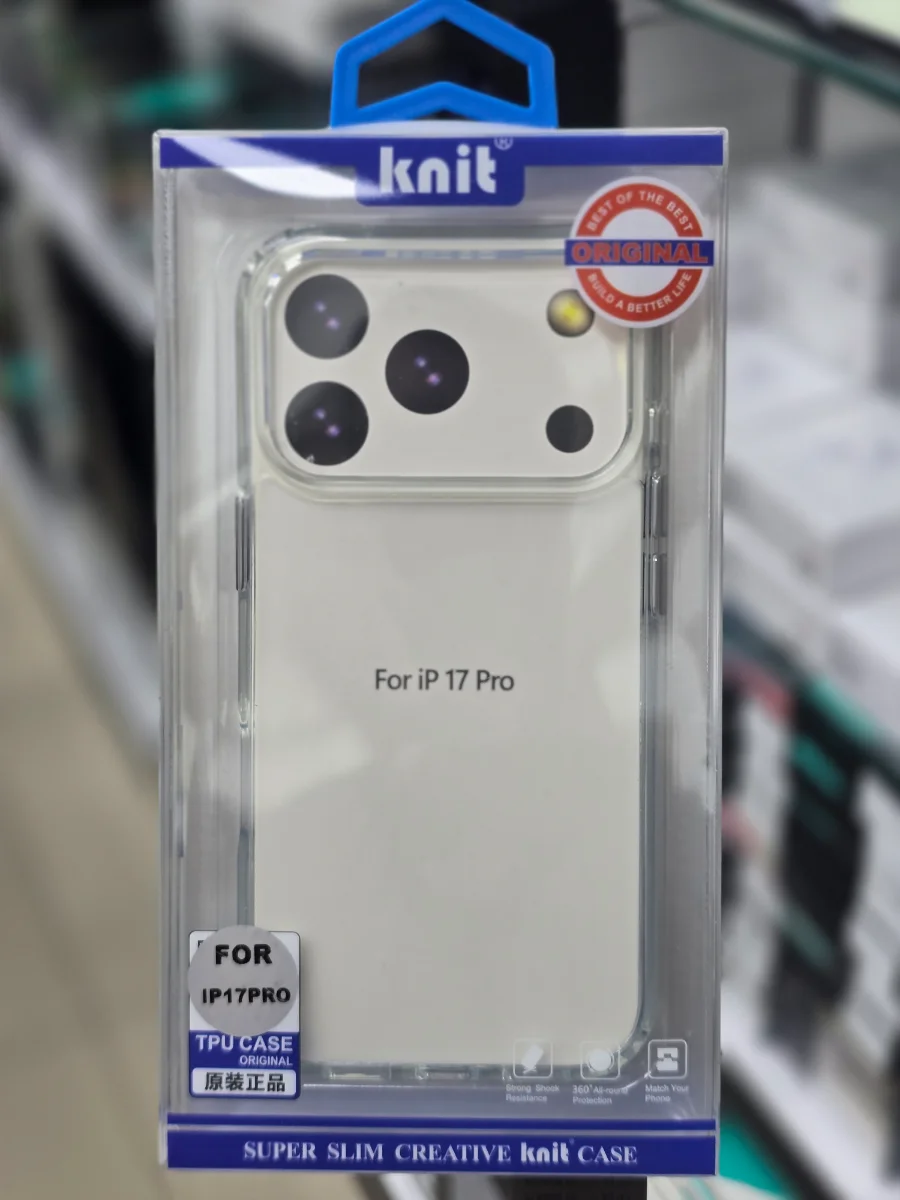 knit®
BEST OF THE BEST
ORIGINAL
BUILD A BETTER LIFE
For iP 17 Pro
FOR
IP17PRO
TPU CASE
ORIGINAL
原装正品
Strong Shook
Resistance
360°All-round
Protection
Match Your
Phone
SUPER SLIM CREATIVE knit® CASE